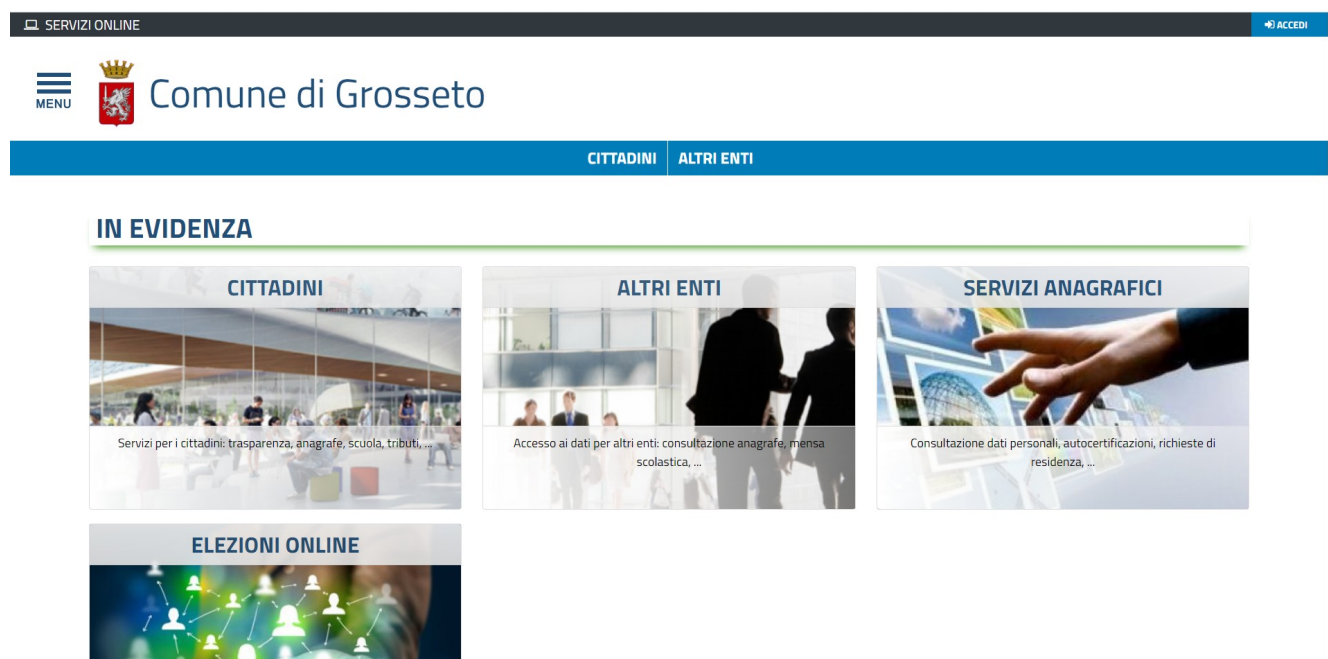 SERVIZI ONLINE
ACCEDI
MENU
Comune di Grosseto
CITTADINI
ALTRI ENTI
IN EVIDENZA
CITTADINI
Servizi per i cittadini: trasparenza, anagrafe, scuola, tributi, ...
ALTRI ENTI
Accesso ai dati per altri enti: consultazione anagrafe, mensa
scolastica, ...
SERVIZI ANAGRAFICI
Consultazione dati personali, autocertificazioni, richieste di
residenza, ...
ELEZIONI ONLINE